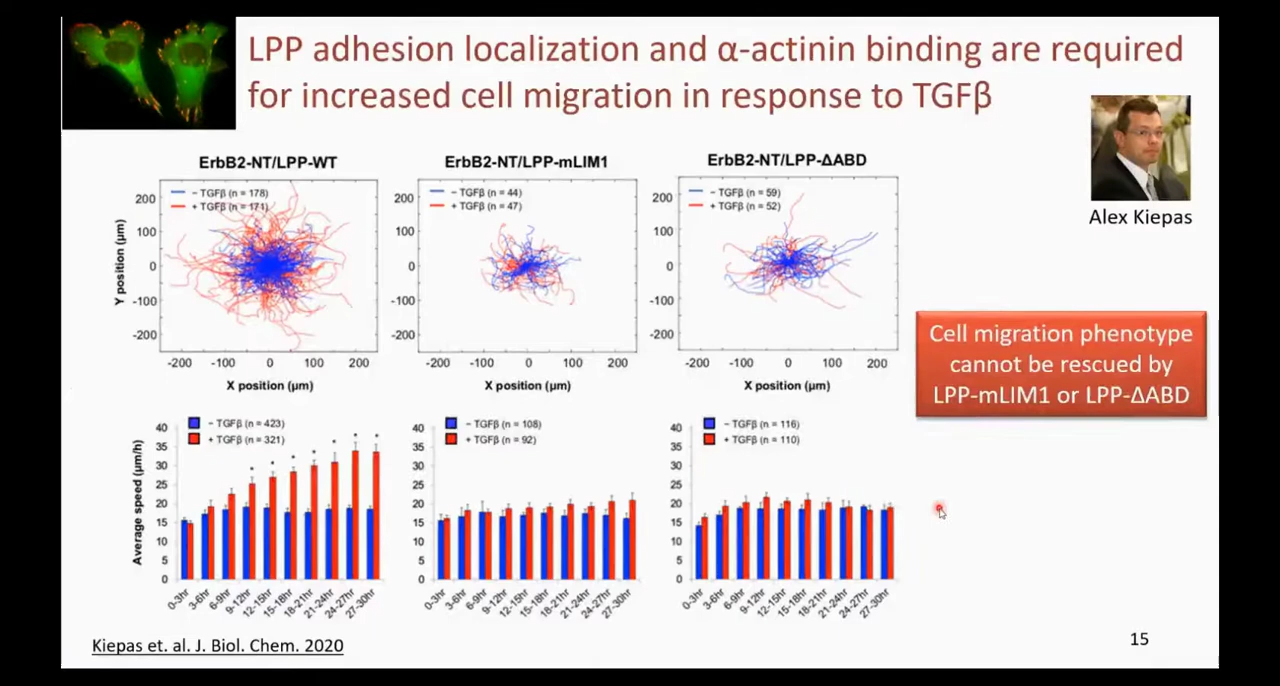 LPP adhesion localization and α-actinin binding are required
for increased cell migration in response to TGFβ
Alex Kiepas
ErbB2-NT/LPP-WT
– TGFβ (n = 178)
+ TGFβ (n = 171)
Y position (µm)
200
100
0
-100
-200
-200 -100 0 100 200
X position (µm)
ErbB2-NT/LPP-mLIM1
– TGFβ (n = 44)
+ TGFβ (n = 47)
200
100
0
-100
-200
-200 -100 0 100 200
X position (µm)
ErbB2-NT/LPP-ΔABD
– TGFβ (n = 59)
+ TGFβ (n = 52)
200
100
0
-100
-200
-200 -100 0 100 200
X position (µm)
Cell migration phenotype
cannot be rescued by
LPP-mLIM1 or LPP-ΔABD
– TGFβ (n = 423)
+ TGFβ (n = 321)
Average speed (µm/h)
40
35
30
25
20
15
10
5
0
* * * * * * *
0-3hr 3-6hr 6-9hr 9-12hr 12-15hr 15-18hr 18-21hr 21-24hr 24-27hr 27-30hr
– TGFβ (n = 108)
+ TGFβ (n = 92)
40
35
30
25
20
15
10
5
0
0-3hr 3-6hr 6-9hr 9-12hr 12-15hr 15-18hr 18-21hr 21-24hr 24-27hr 27-30hr
– TGFβ (n = 116)
+ TGFβ (n = 110)
40
35
30
25
20
15
10
5
0
0-3hr 3-6hr 6-9hr 9-12hr 12-15hr 15-18hr 18-21hr 21-24hr 24-27hr 27-30hr
Kiepas et. al. J. Biol. Chem. 2020
15